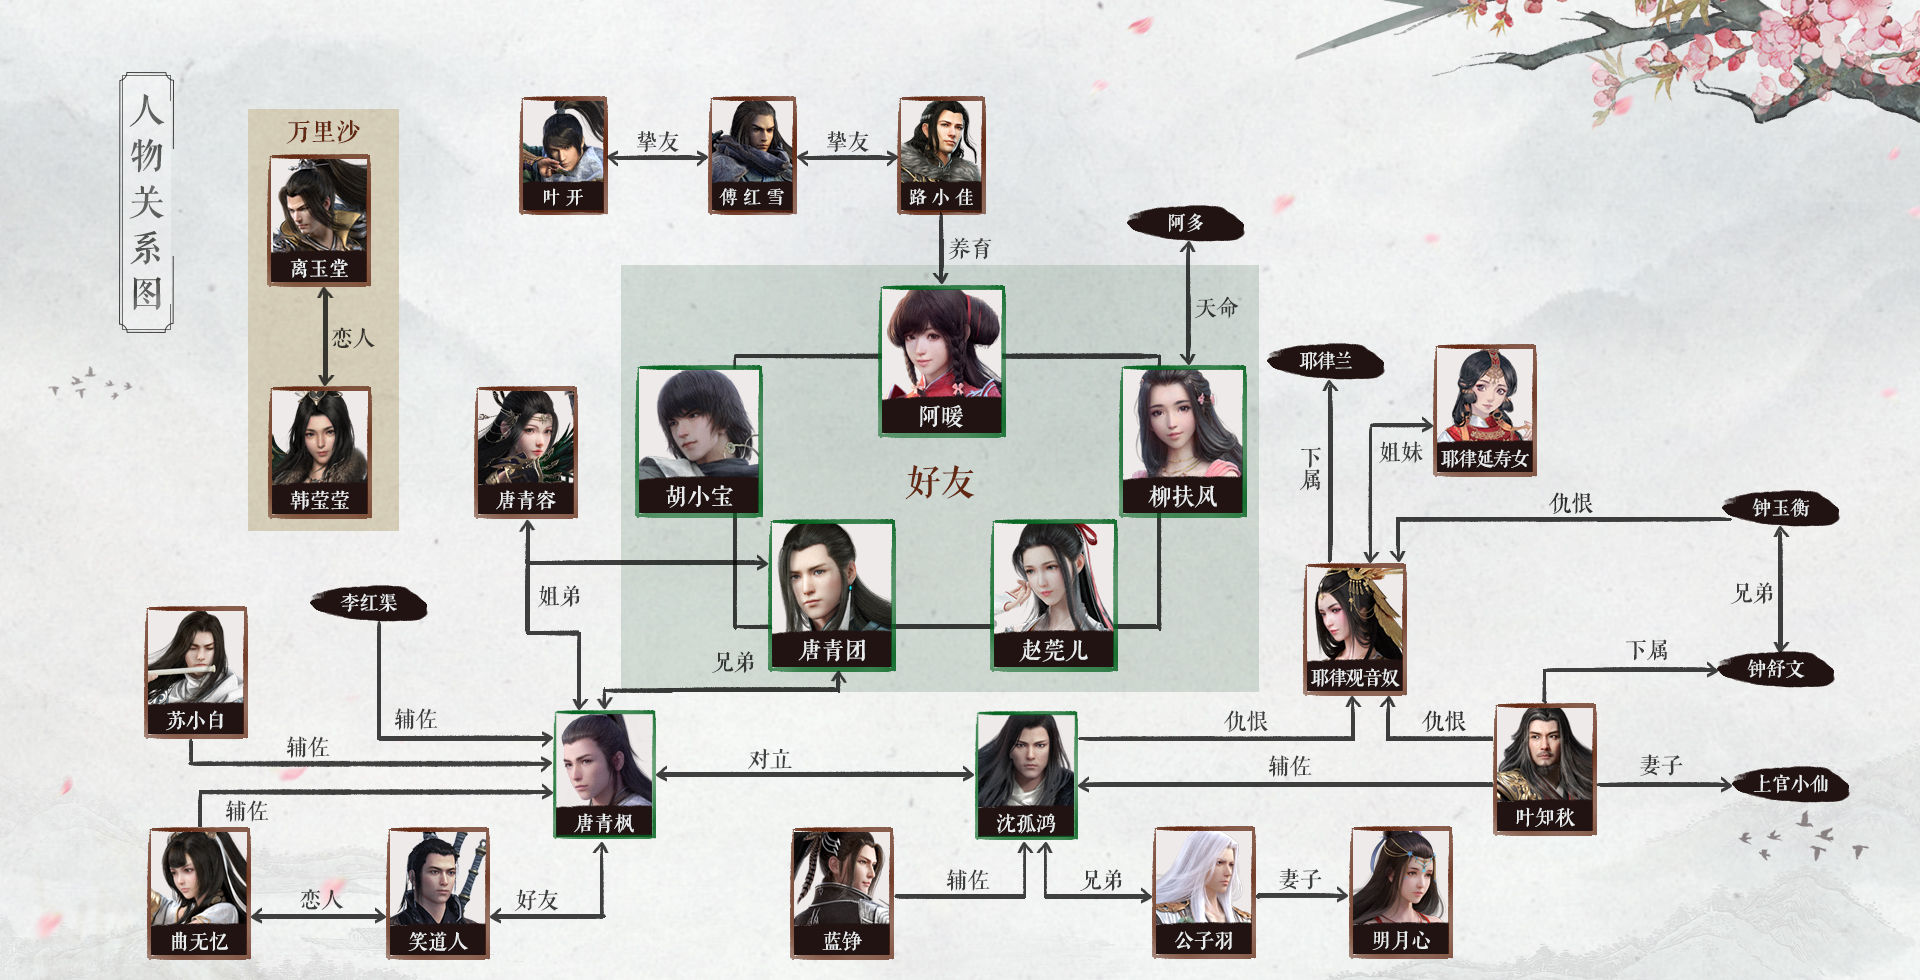 人物关系图
万里沙
离玉堂
恋人
韩莹莹
叶开
挚友
傅红雪
挚友
路小佳
养育
阿多
天命
阿暖
胡小宝
好友
柳扶风
唐青容
唐青团
赵莞儿
姐弟
兄弟
耶律兰
下属
姐妹
耶律延寿女
仇恨
钟玉衡
兄弟
耶律观音奴
下属
钟舒文
李红渠
辅佐
苏小白
辅佐
辅佐
唐青枫
对立
沈孤鸿
仇恨
仇恨
辅佐
叶知秋
妻子
上官小仙
曲无忆
恋人
笑道人
好友
蓝铮
辅佐
兄弟
公子羽
妻子
明月心